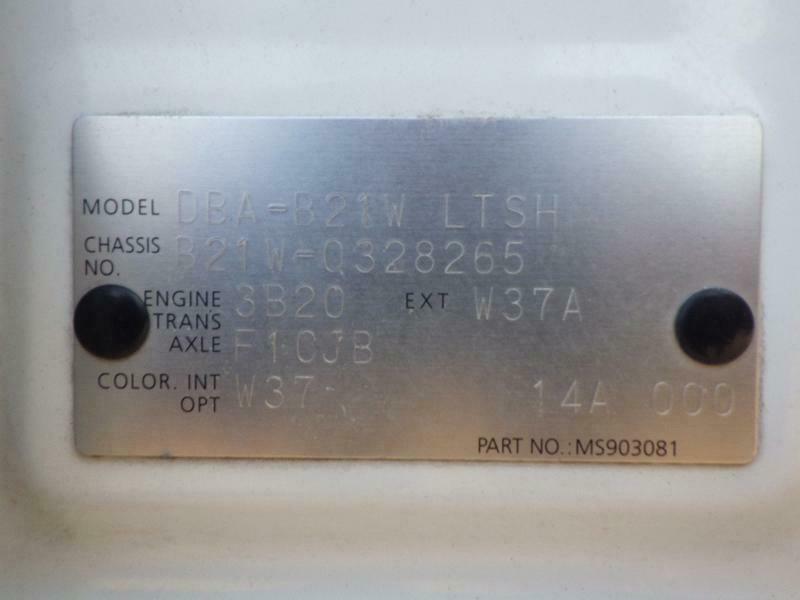 MODEL DBA-B21W LTSH
CHASSIS NO. B21W-0328265
ENGINE 3B20 EXT W37A
TRANS AXLE F1CJB
COLOR. INT OPT W37- 14A 000
PART NO.:MS903081